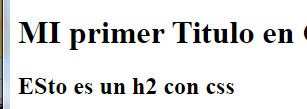 MI primer Titulo en
ESto es un h2 con css